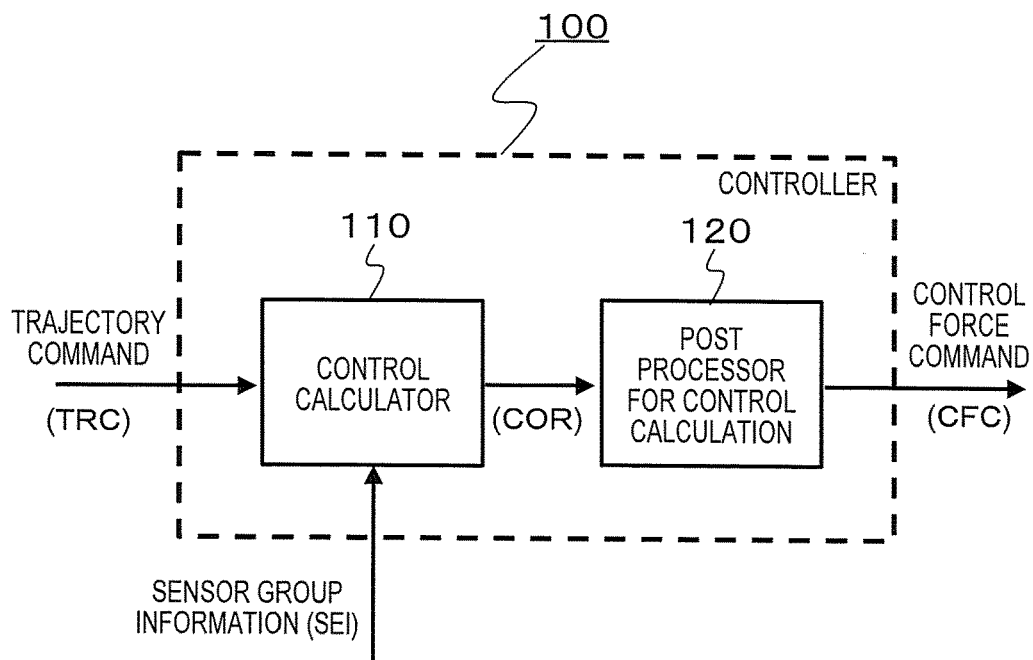 100
CONTROLLER
110
120
TRAJECTORY
COMMAND
(TRC)
CONTROL
CALCULATOR
(COR)
POST
PROCESSOR
FOR CONTROL
CALCULATION
CONTROL
FORCE
COMMAND
(CFC)
SENSOR GROUP
INFORMATION (SEI)